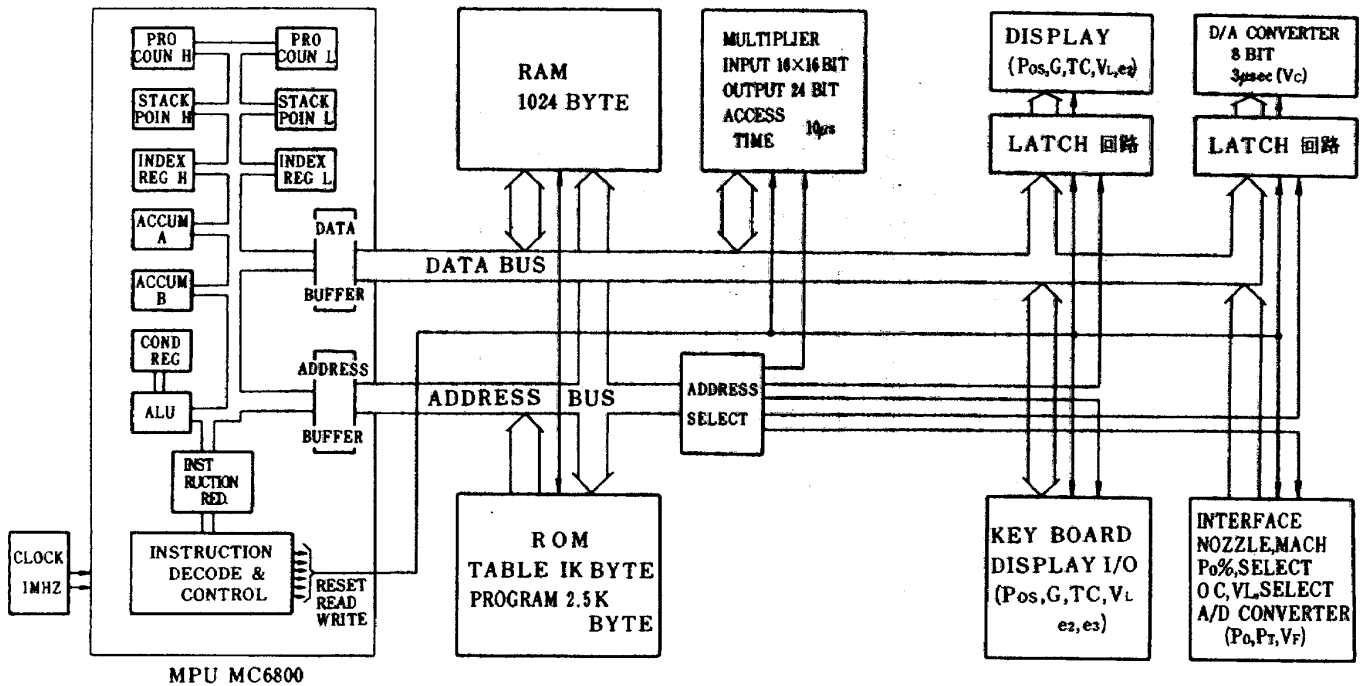 PRO
COUN H
PRO
COUN L
STACK
POIN H
STACK
POIN L
INDEX
REG H
INDEX
REG L
ACCUM
A
ACCUM
B
COND
REG
ALU
INST
RUCTION
RED.
INSTRUCTION
DECODE &
CONTROL
RESET
READ
WRITE
CLOCK
1MHZ
MPU MC6800
DATA
BUFFER
ADDRESS
BUFFER
DATA BUS
ADDRESS BUS
RAM
1024 BYTE
ROM
TABLE 1K BYTE
PROGRAM 2.5K
BYTE
MULTIPLIER
INPUT 16×16 BIT
OUTPUT 24 BIT
ACCESS
TIME 10μs
ADDRESS
SELECT
DISPLAY
(Pos,G,TC,VL,e2)
LATCH 回路
D/A CONVERTER
8 BIT
3μsec (Vc)
LATCH 回路
KEY BOARD
DISPLAY I/O
(Pos,G,TC,VL
e2,e3)
INTERFACE
NOZZLE,MACH
Po%,SELECT
O C,VL,SELECT
A/D CONVERTER
(Po,PT,VF)